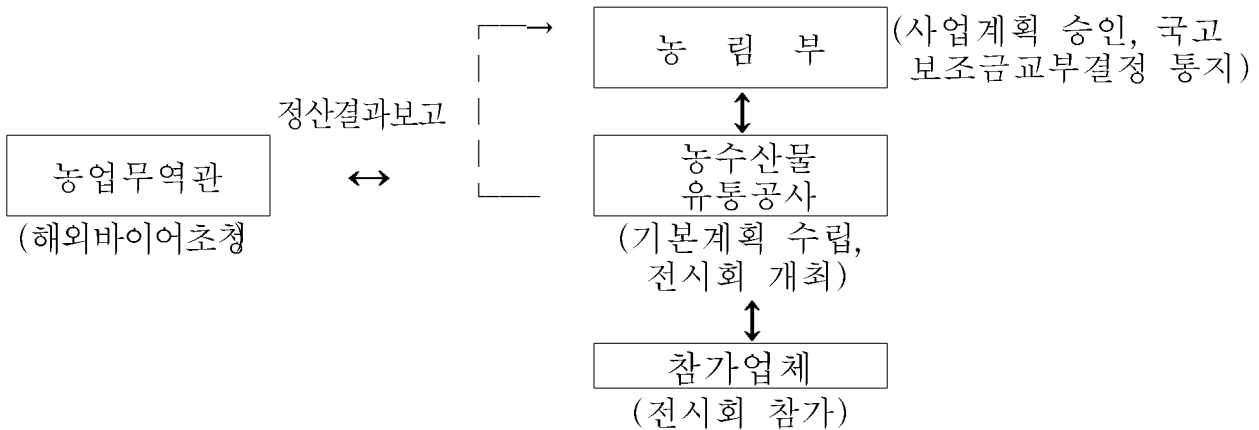 농 림 부
(사업계획 승인, 국고
보조금교부결정 통지)
정산결과보고
농업무역관
(해외바이어초청
농수산물
유통공사
(기본계획 수립,
전시회 개최)
참가업체
(전시회 참가)